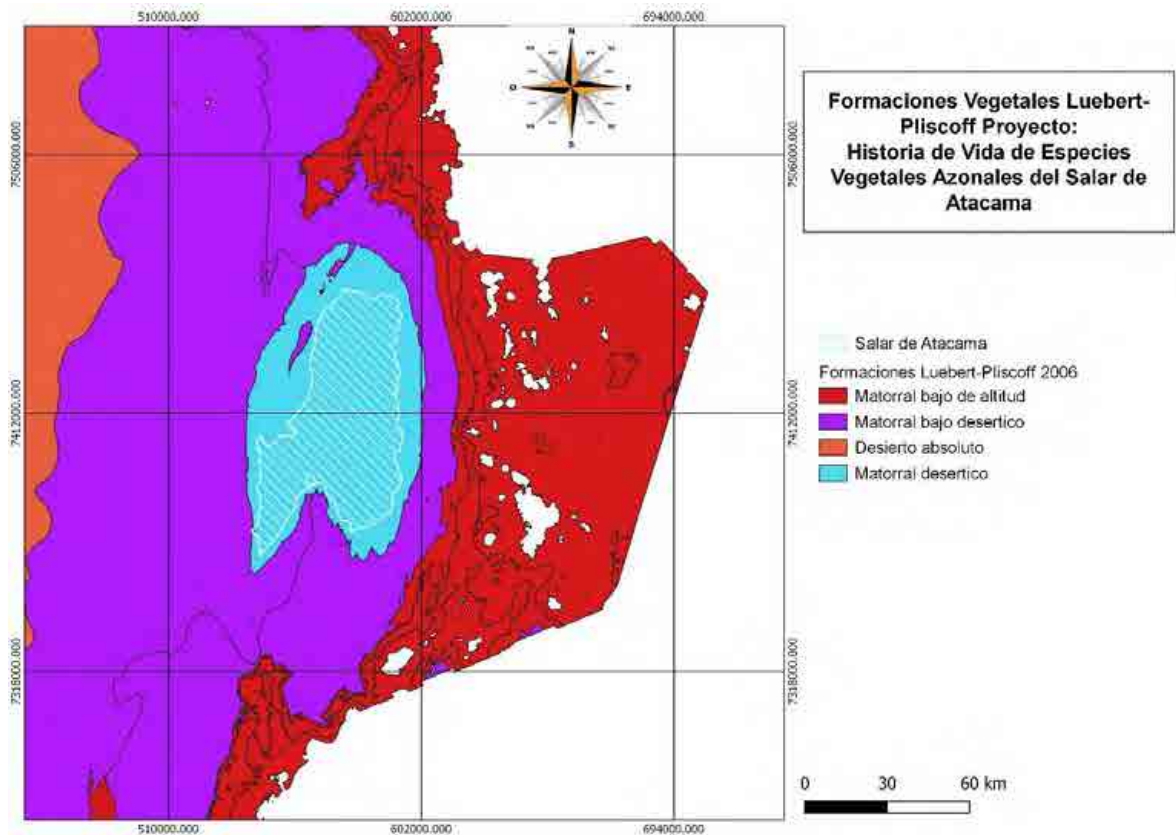 510000.000
602000.000
694000.000
N
O
E
S
7506000.000
7506000.000
7412000.000
7412000.000
7318000.000
7318000.000
510000.000
602000.000
694000.000
Formaciones Vegetales Luebert-
Pliscoff Proyecto:
Historia de Vida de Especies
Vegetales Azonales del Salar de
Atacama
Salar de Atacama
Formaciones Luebert-Pliscoff 2006
Matorral bajo de altitud
Matorral bajo desertico
Desierto absoluto
Matorral desertico
0 30 60 km